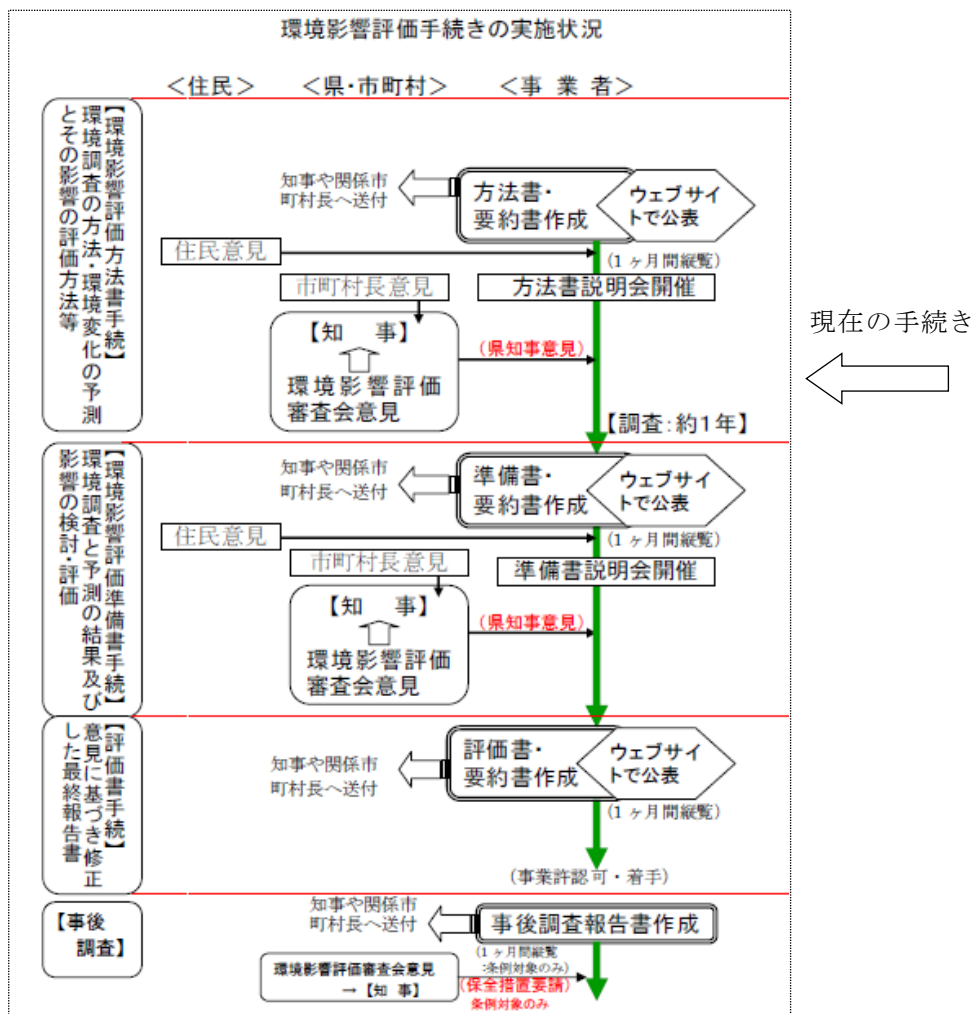 環境影響評価手続きの実施状況
＜住民＞ ＜県・市町村＞ ＜事業者＞
【環境影響評価方法書手続】
環境調査の方法・環境変化の予測
とその影響の評価方法等
知事や関係市
町村長へ送付
方法書・
要約書作成
ウェブサイ
トで公表
(1ヶ月間縦覧)
住民意見
市町村長意見
方法書説明会開催
【知　事】
環境影響評価
審査会意見
(県知事意見)
現在の手続き
【調査：約1年】
【環境影響評価準備書手続】
環境調査と予測の結果及び
影響の検討・評価
知事や関係市
町村長へ送付
準備書・
要約書作成
ウェブサイ
トで公表
(1ヶ月間縦覧)
住民意見
市町村長意見
準備書説明会開催
【知　事】
環境影響評価
審査会意見
(県知事意見)
【評価書手続】
意見に基づき修正
した最終報告書
知事や関係市
町村長へ送付
評価書・
要約書作成
ウェブサイ
トで公表
(1ヶ月間縦覧)
(事業許認可・着手)
【事後
調査】
知事や関係市
町村長へ送付
事後調査報告書作成
(1ヶ月間縦覧
:条例対象のみ)
環境影響評価審査会意見
→【知　事】
(保全措置要請)
条例対象のみ